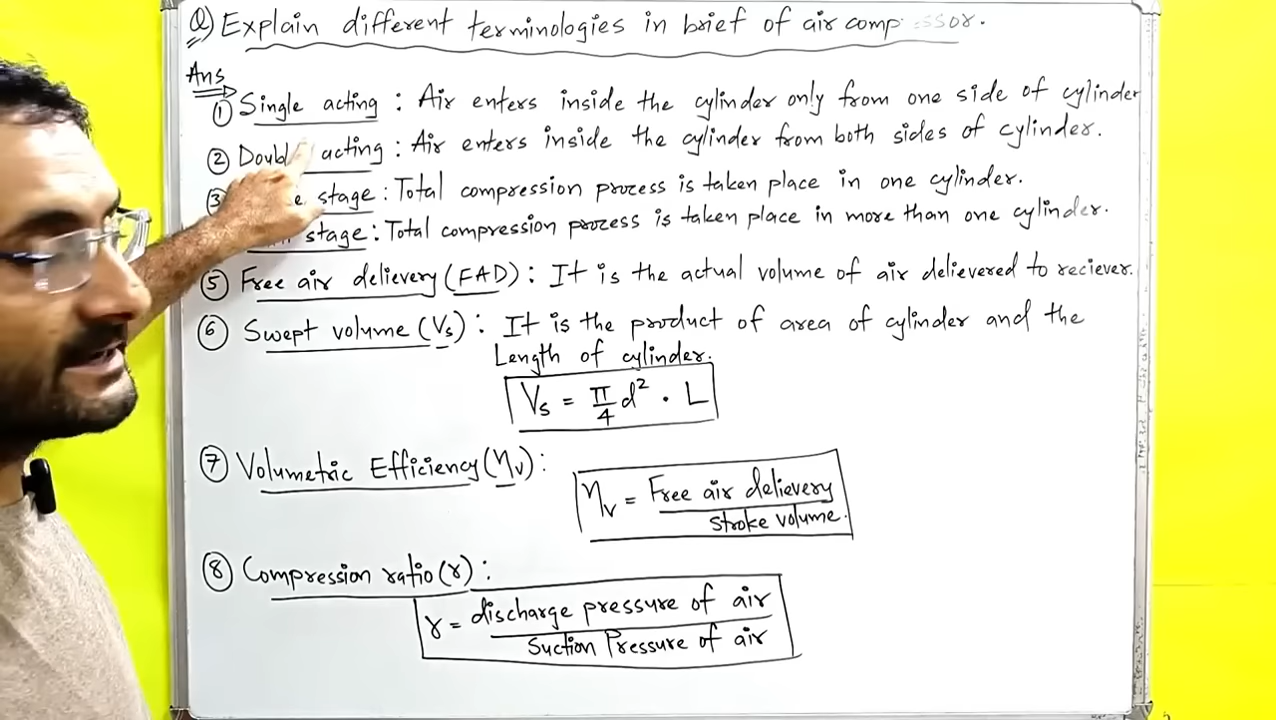 Q) Explain different terminologies in brief of air comp ssor.
Ans
① Single acting : Air enters inside the cylinder only from one side of cylinder
② Doubl acting : Air enters inside the cylinder from both sides of cylinder.
③ e stage : Total compression prozess is taken place in one cylinder.
stage : Total compression prozess is taken place in more than one cylinder.
⑤ Free air delievery (FAD) : It is the actual volume of air delievered to reciever.
⑥ Swept volume (Vs) : It is the product of area of cylinder and the
Length of cylinder.
Vs = π/4 d² . L
⑦ Volumetric Efficiency (ηv) :
ηv = Free air delievery / stroke volume.
⑧ Compression ratio (r) :
r = discharge pressure of air / Suction Pressure of air